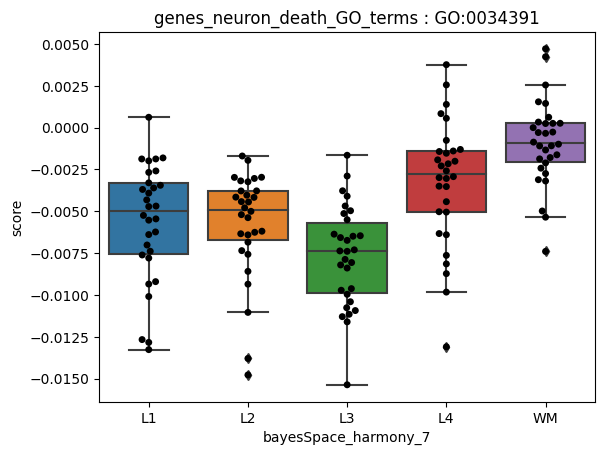 genes_neuron_death_GO_terms : GO:0034391
score
0.0050
0.0025
0.0000
−0.0025
−0.0050
−0.0075
−0.0100
−0.0125
−0.0150
L1 L2 L3 L4 WM
bayesSpace_harmony_7